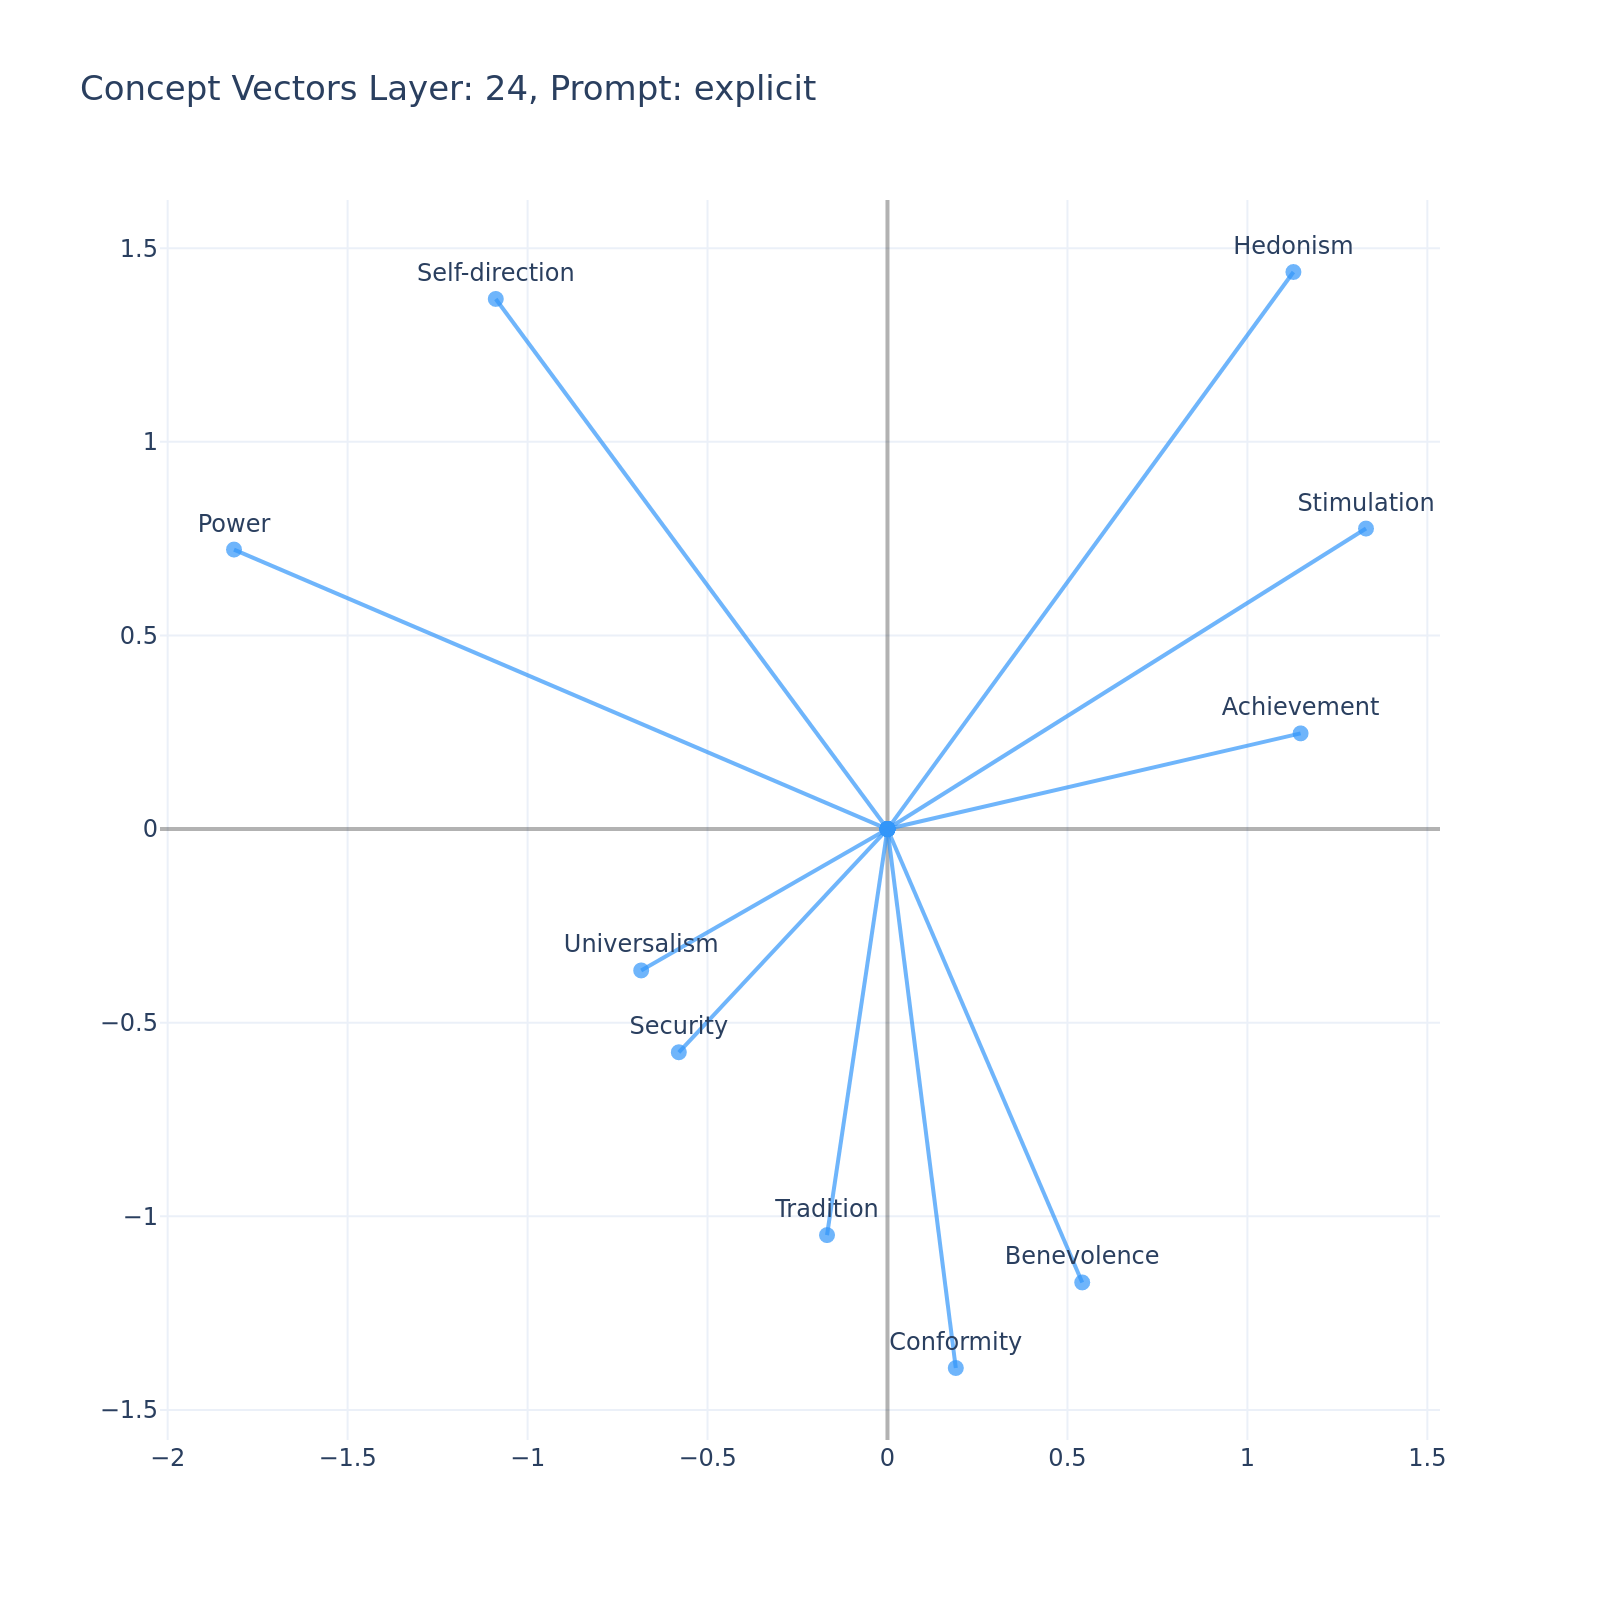 Concept Vectors Layer: 24, Prompt: explicit
1.5
Hedonism
Self-direction
Stimulation
Power
1
0.5
Achievement
0
Universalism
Security
−0.5
Tradition
−1
Benevolence
Conformity
−1.5
−2 −1.5 −1 −0.5 0 0.5 1 1.5